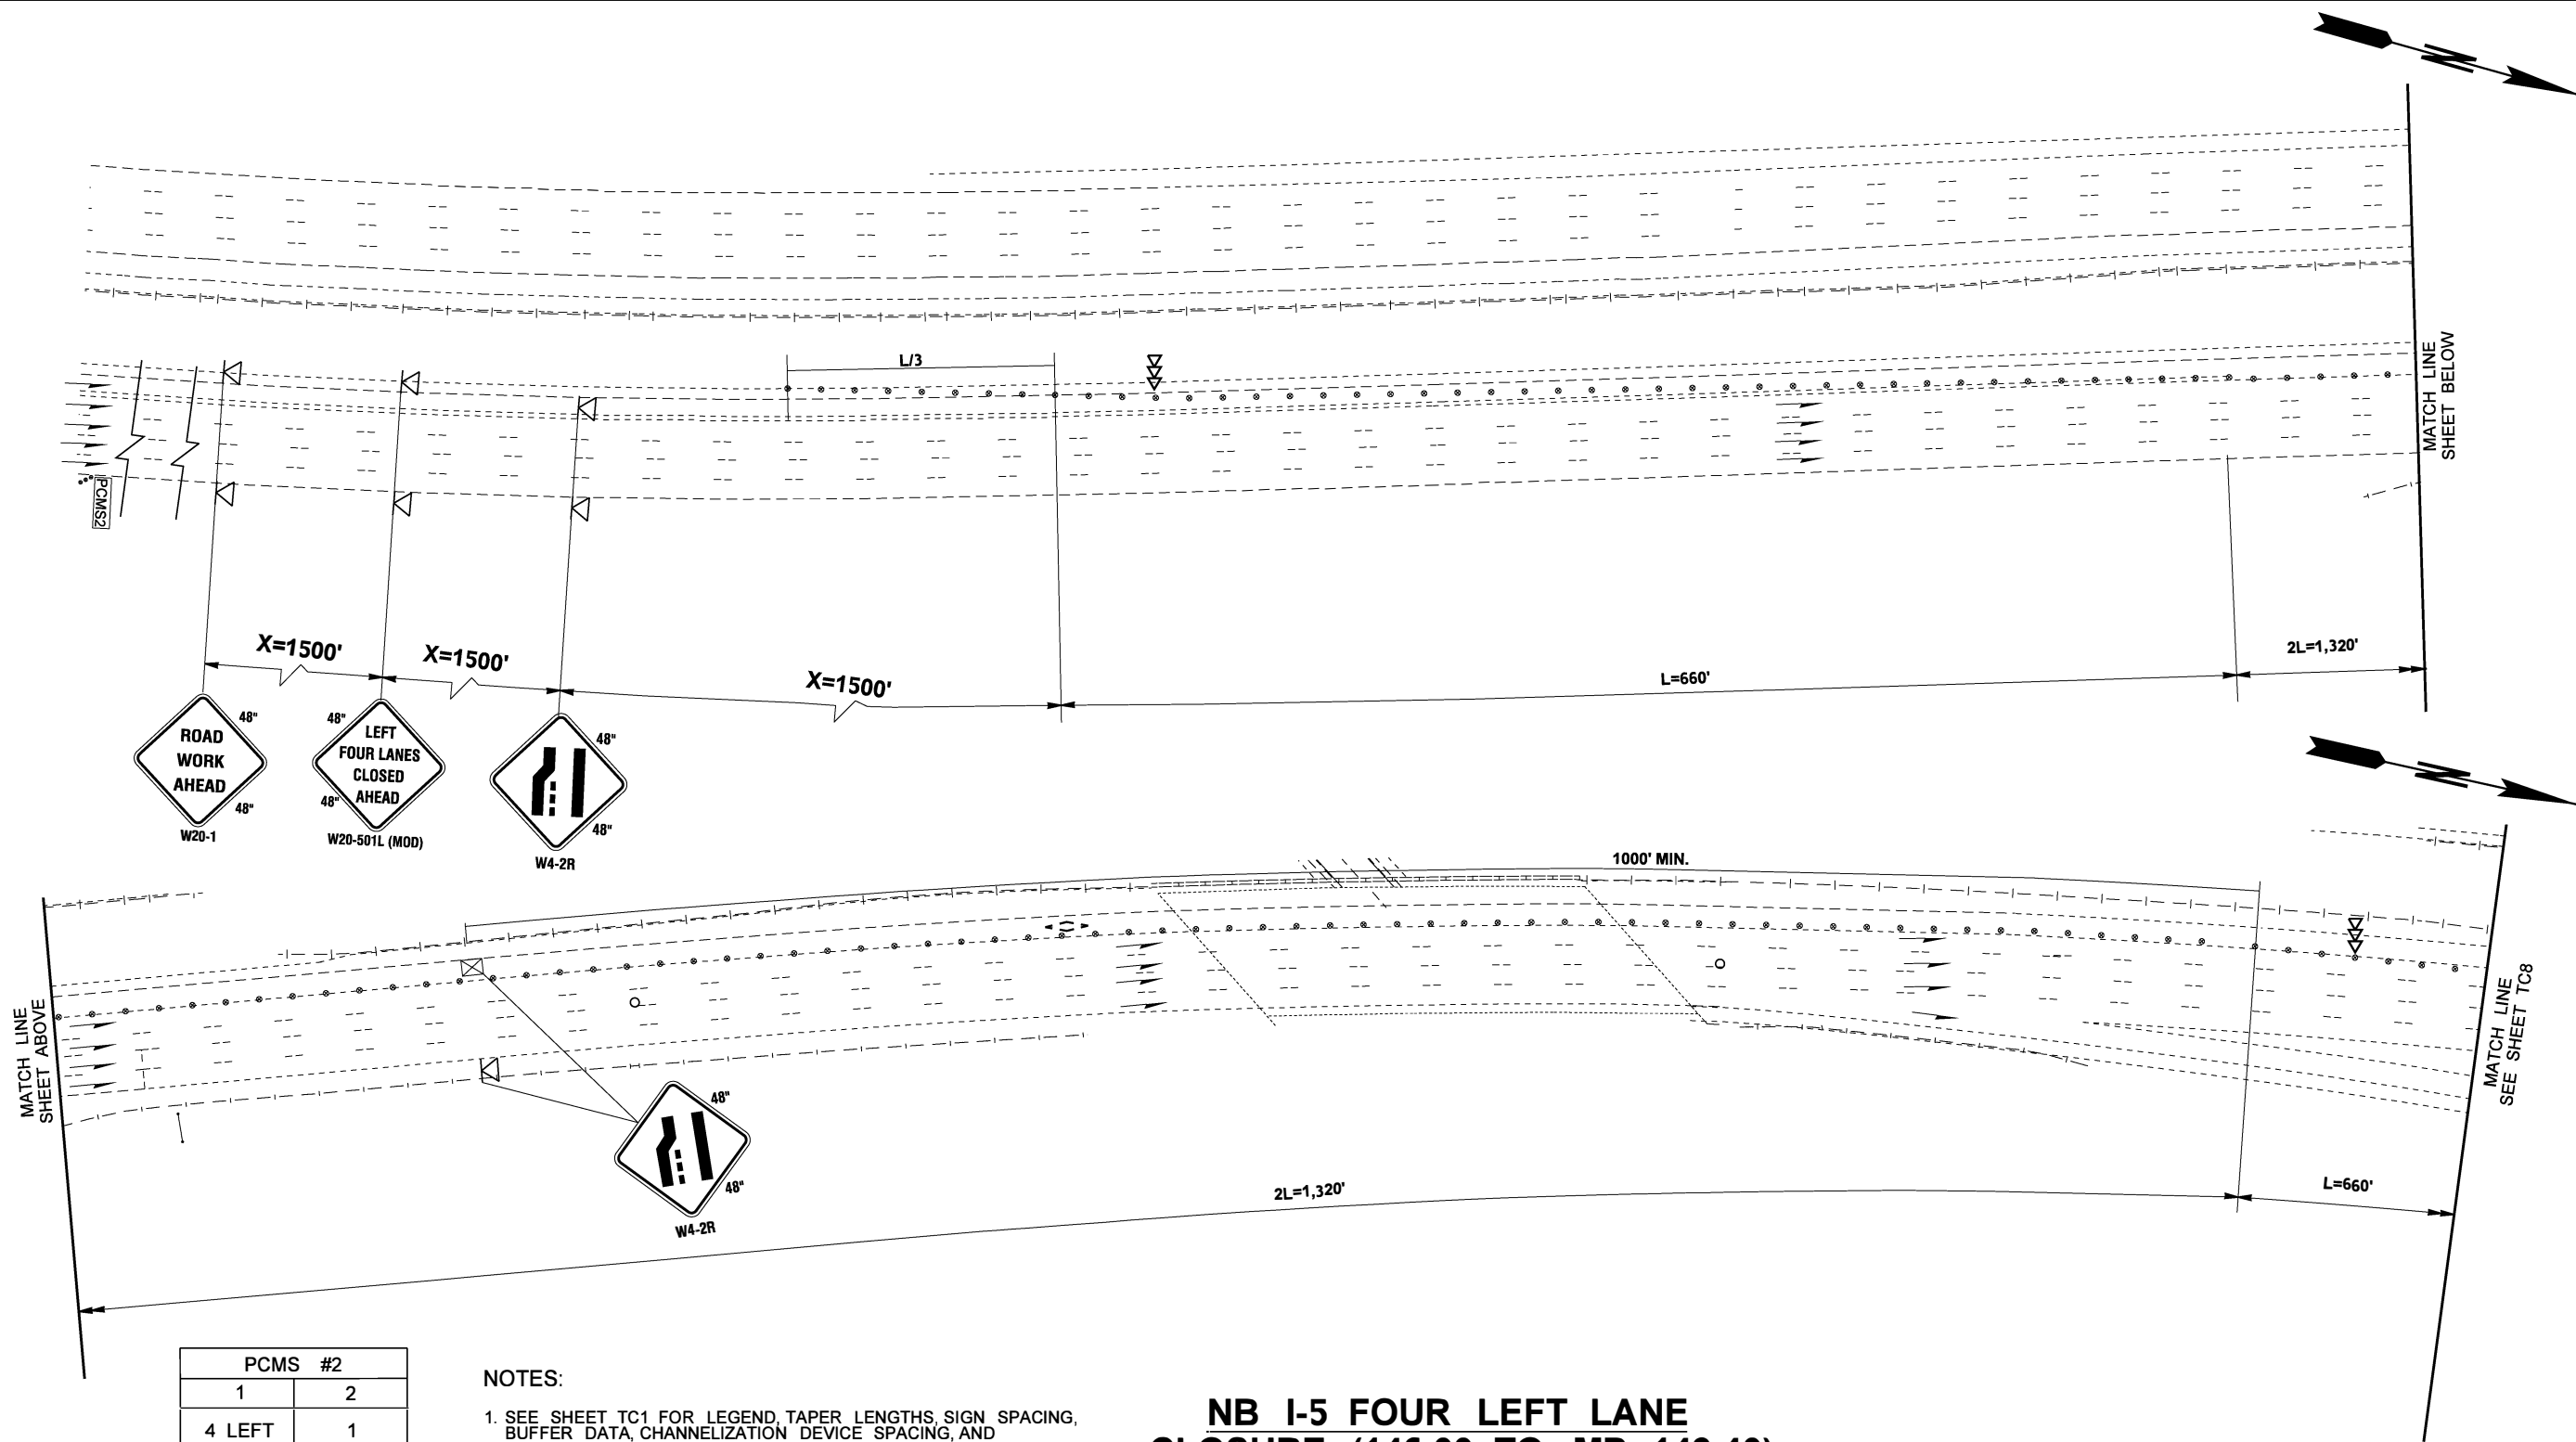 N
L/3
MATCH LINE
SHEET BELOW
PCMS2
X=1500'
X=1500'
X=1500'
L=660'
2L=1,320'
ROAD
WORK
AHEAD
48"
48"
W20-1
LEFT
FOUR LANES
CLOSED
AHEAD
48"
48"
W20-501L (MOD)
48"
48"
W4-2R
N
1000' MIN.
MATCH LINE
SHEET ABOVE
MATCH LINE
SEE SHEET TC8
48"
48"
W4-2R
2L=1,320'
L=660'
PCMS #2
1 2
4 LEFT 1
NOTES:
1. SEE SHEET TC1 FOR LEGEND, TAPER LENGTHS, SIGN SPACING,
BUFFER DATA, CHANNELIZATION DEVICE SPACING, AND
NB I-5 FOUR LEFT LANE